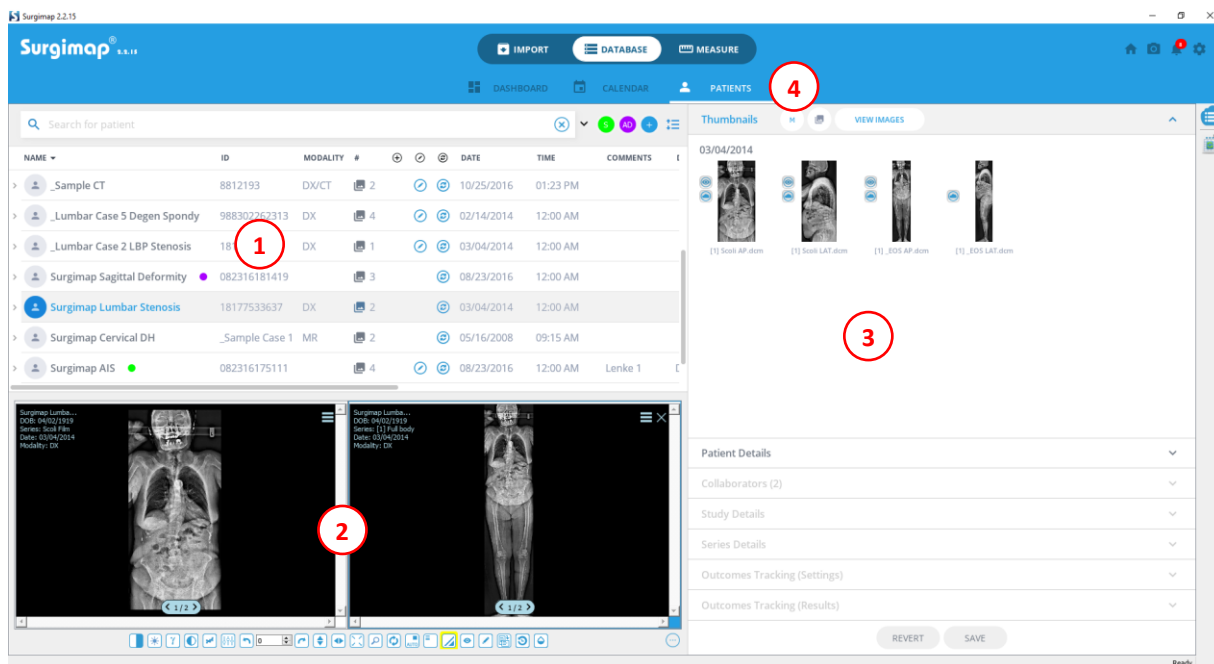 Surgimap 2.2.15
Surgimap® 2.2.15
IMPORT DATABASE MEASURE
DASHBOARD CALENDAR PATIENTS 4
Search for patient S AD
Thumbnails M VIEW IMAGES
NAME ID MODALITY # DATE TIME COMMENTS
_Sample CT 8812193 DX/CT 2 10/25/2016 01:23 PM
_Lumbar Case 5 Degen Spondy 988302262313 DX 4 02/14/2014 12:00 AM
_Lumbar Case 2 LBP Stenosis 181 1 DX 1 03/04/2014 12:00 AM
Surgimap Sagittal Deformity 082316181419 3 08/23/2016 12:00 AM
Surgimap Lumbar Stenosis 18177533637 DX 2 03/04/2014 12:00 AM
Surgimap Cervical DH _Sample Case 1 MR 2 05/16/2008 09:15 AM
Surgimap AIS 082316175111 4 08/23/2016 12:00 AM Lenke 1
03/04/2014
[1] Scoli AP.dcm [1] Scoli LAT.dcm [1] _EOS AP.dcm [1] _EOS LAT.dcm
3
Surgimap Lumba...
DOB: 04/02/1919
Series: Scoli Film
Date: 03/04/2014
Modality: DX
1/2
Surgimap Lumba...
DOB: 04/02/1919
Series: [1] Full body
Date: 03/04/2014
Modality: DX
1/2
2
0
Patient Details
Collaborators (2)
Study Details
Series Details
Outcomes Tracking (Settings)
Outcomes Tracking (Results)
REVERT SAVE
Ready